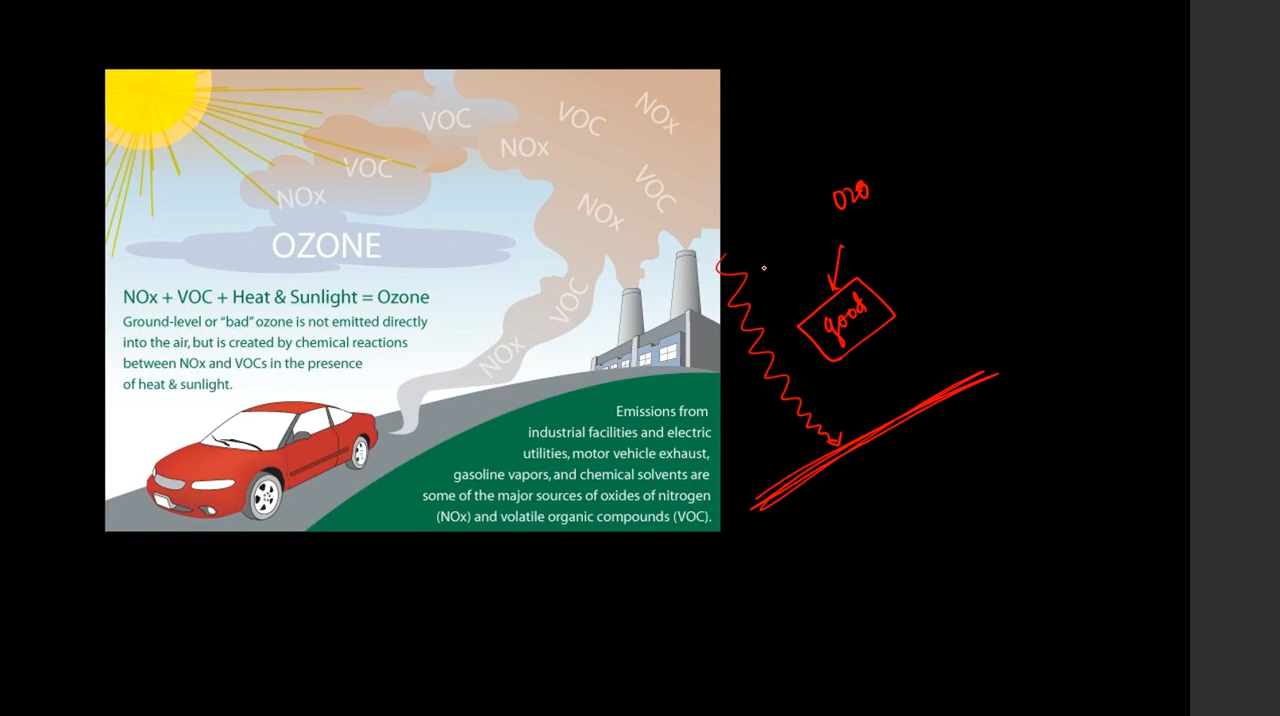 VOC
VOC
NOx
NOx
VOC
VOC
NOx
NOx
OZONE
VOC
NOx
NOx + VOC + Heat & Sunlight = Ozone
Ground-level or “bad” ozone is not emitted directly
into the air, but is created by chemical reactions
between NOx and VOCs in the presence
of heat & sunlight.
Emissions from
industrial facilities and electric
utilities, motor vehicle exhaust,
gasoline vapors, and chemical solvents are
some of the major sources of oxides of nitrogen
(NOx) and volatile organic compounds (VOC).
ozo
good